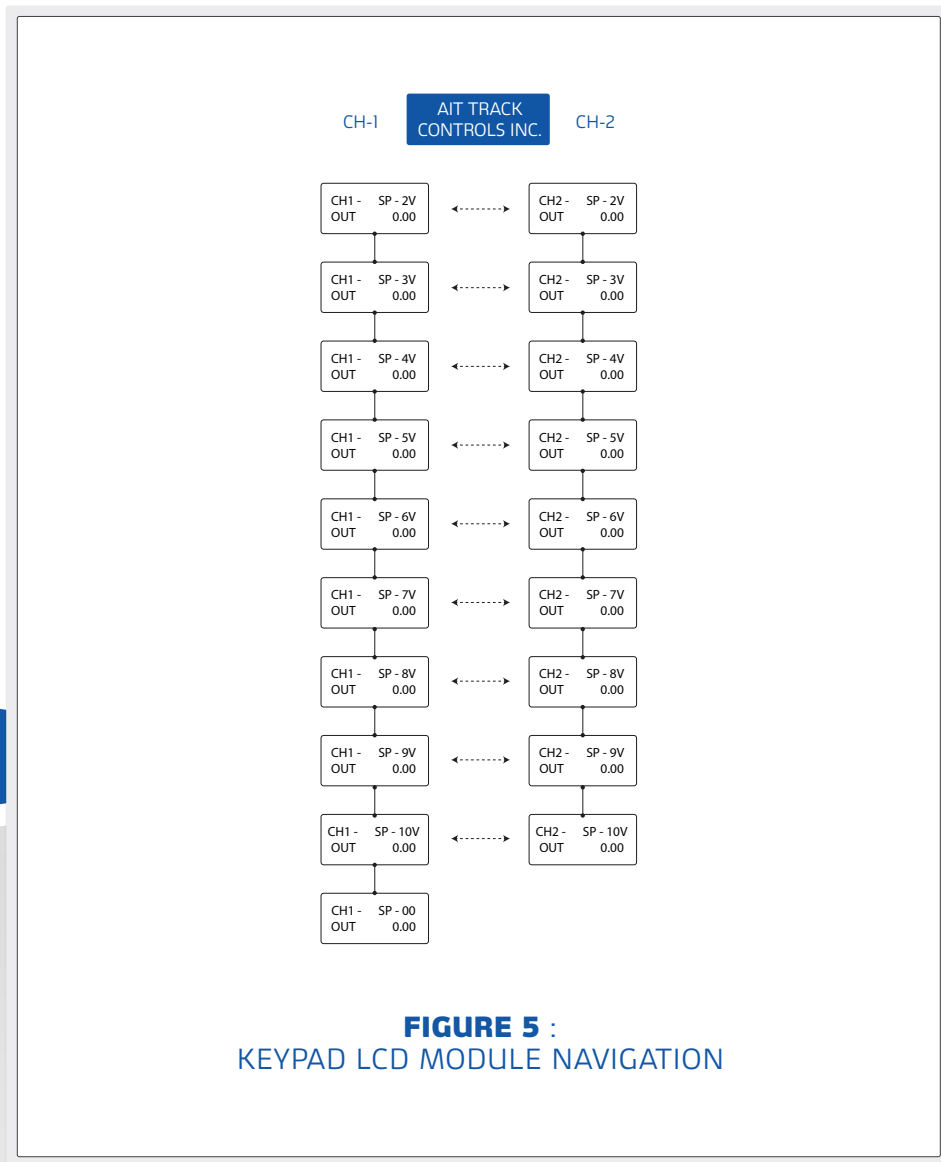 CH-1
AIT TRACK
CONTROLS INC.
CH-2
CH1 - SP - 2V
OUT 0.00
CH2 - SP - 2V
OUT 0.00
CH1 - SP - 3V
OUT 0.00
CH2 - SP - 3V
OUT 0.00
CH1 - SP - 4V
OUT 0.00
CH2 - SP - 4V
OUT 0.00
CH1 - SP - 5V
OUT 0.00
CH2 - SP - 5V
OUT 0.00
CH1 - SP - 6V
OUT 0.00
CH2 - SP - 6V
OUT 0.00
CH1 - SP - 7V
OUT 0.00
CH2 - SP - 7V
OUT 0.00
CH1 - SP - 8V
OUT 0.00
CH2 - SP - 8V
OUT 0.00
CH1 - SP - 9V
OUT 0.00
CH2 - SP - 9V
OUT 0.00
CH1 - SP - 10V
OUT 0.00
CH2 - SP - 10V
OUT 0.00
CH1 - SP - 00
OUT 0.00
FIGURE 5 :
KEYPAD LCD MODULE NAVIGATION